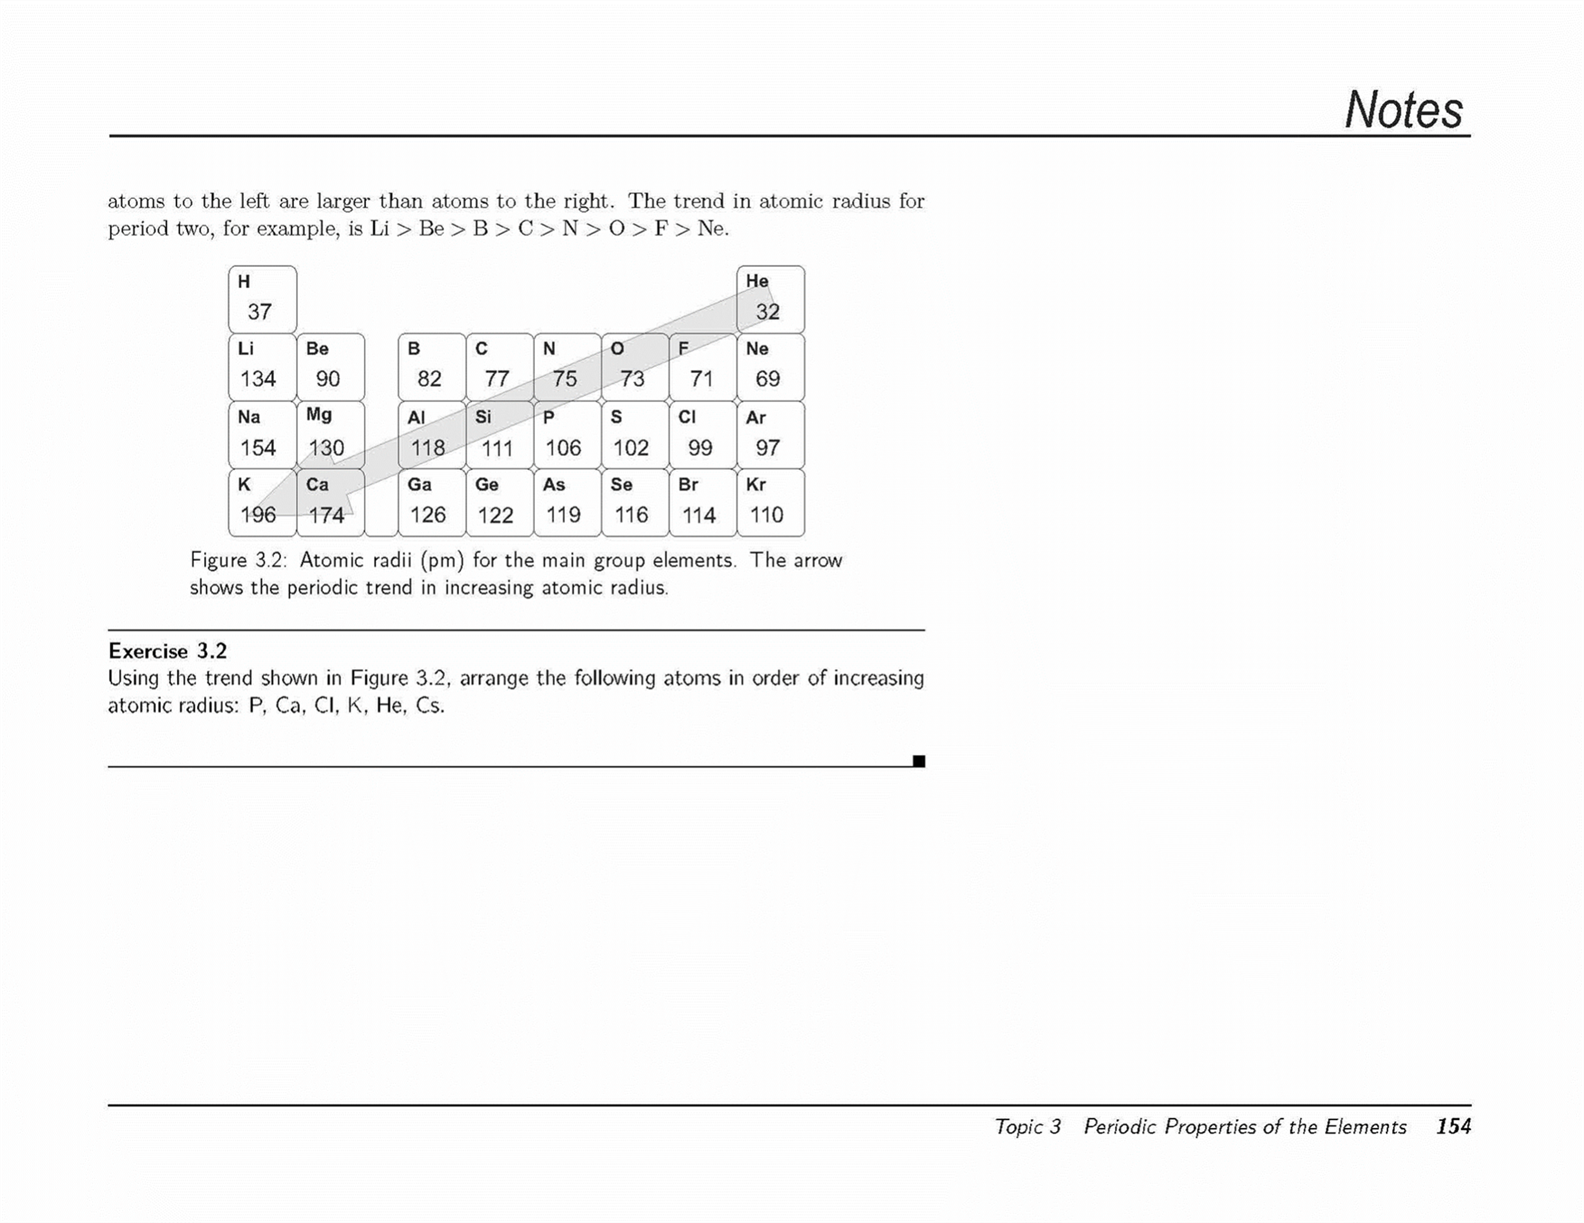 Notes
atoms to the left are larger than atoms to the right. The trend in atomic radius for
period two, for example, is Li > Be > B > C > N > O > F > Ne.
H He
37 32
Li Be B C N O F Ne
134 90 82 77 75 73 71 69
Na Mg Al Si P S Cl Ar
154 130 118 111 106 102 99 97
K Ca Ga Ge As Se Br Kr
196 174 126 122 119 116 114 110
Figure 3.2: Atomic radii (pm) for the main group elements. The arrow
shows the periodic trend in increasing atomic radius.
Exercise 3.2
Using the trend shown in Figure 3.2, arrange the following atoms in order of increasing
atomic radius: P, Ca, Cl, K, He, Cs.
Topic 3 Periodic Properties of the Elements 154